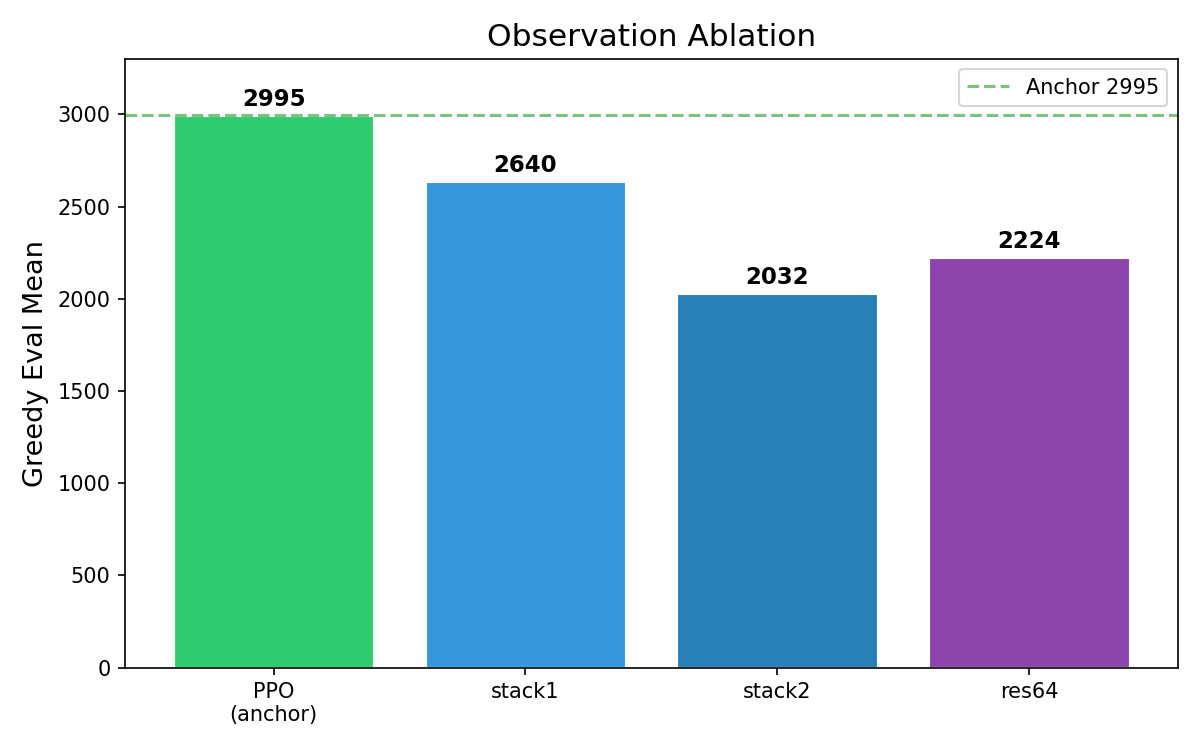 Observation Ablation
Anchor 2995
Greedy Eval Mean
3000
2500
2000
1500
1000
500
0
2995
2640
2032
2224
PPO
(anchor)
stack1
stack2
res64